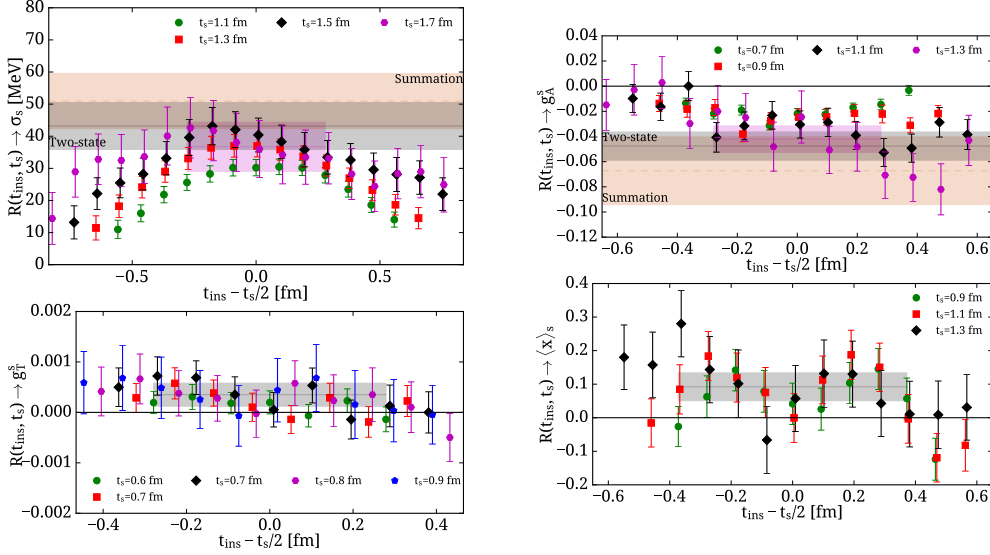 80
70
60
50
40
30
20
10
0
R(t_ins, t_s) → σ_s [MeV]
t_s=1.1 fm
t_s=1.3 fm
t_s=1.5 fm
t_s=1.7 fm
Summation
Two-state
−0.5 0.0 0.5
t_ins − t_s/2 [fm]
0.00
−0.02
−0.04
−0.06
−0.08
−0.10
−0.12
R(t_ins, t_s) → g_A^s
t_s=0.7 fm
t_s=0.9 fm
t_s=1.1 fm
t_s=1.3 fm
Two-state
Summation
−0.6 −0.4 −0.2 0.0 0.2 0.4 0.6
t_ins − t_s/2 [fm]
0.002
0.001
0.000
−0.001
−0.002
R(t_ins, t_s) → g_T^s
t_s=0.6 fm
t_s=0.7 fm
t_s=0.7 fm
t_s=0.8 fm
t_s=0.9 fm
−0.4 −0.2 0.0 0.2 0.4
t_ins − t_s/2 [fm]
0.4
0.3
0.2
0.1
0.0
−0.1
−0.2
R(t_ins, t_s) → ⟨x⟩_s
t_s=0.9 fm
t_s=1.1 fm
t_s=1.3 fm
−0.6 −0.4 −0.2 0.0 0.2 0.4 0.6
t_ins − t_s/2 [fm]